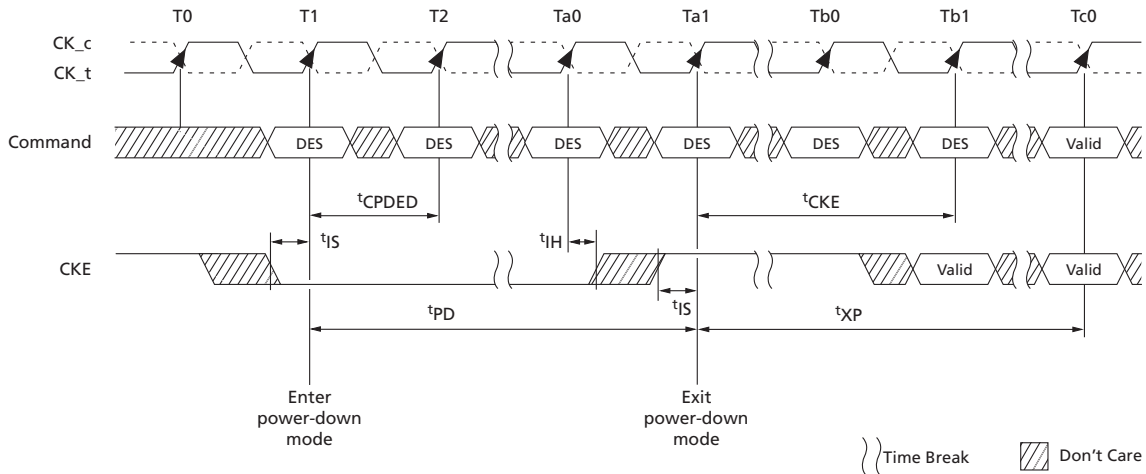 T0 T1 T2 Ta0 Ta1 Tb0 Tb1 Tc0
CK_c
CK_t
Command DES DES DES DES DES DES Valid
tCPDED tCKE
tIS tIH
CKE Valid Valid
tIS
tPD tXP
Enter
power-down
mode
Exit
power-down
mode
Time Break Don't Care